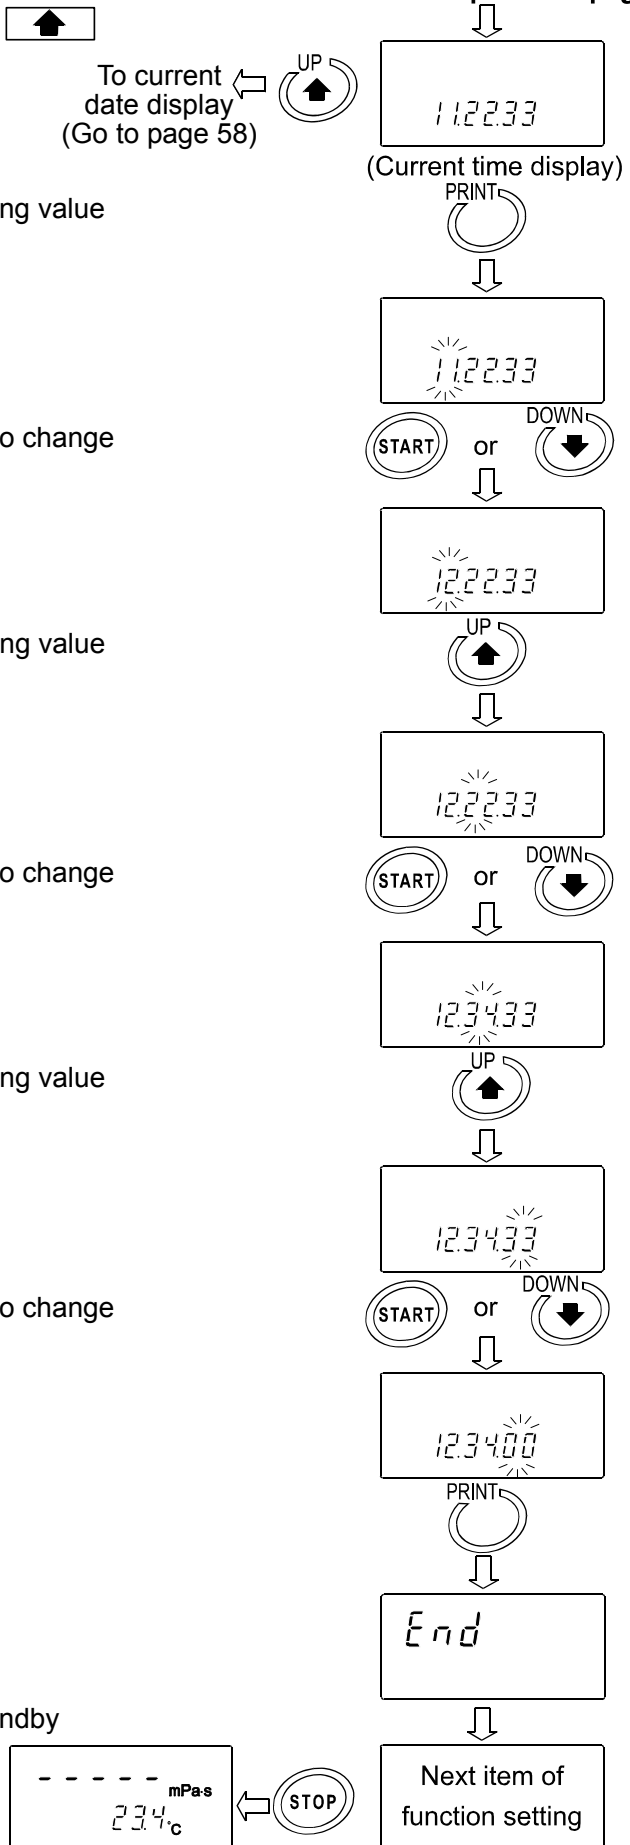 UP
To current
date display
(Go to page 58)
11.22.33
(Current time display)
PRINT
ng value
11.22.33
o change
START
or
DOWN
12.22.33
ng value
UP
12.22.33
o change
START
or
DOWN
12.34.33
ng value
UP
12.34.33
o change
START
or
DOWN
12.34.00
PRINT
End
ndby
- - - - - mPa·s
23.4 °C
STOP
Next item of
function setting